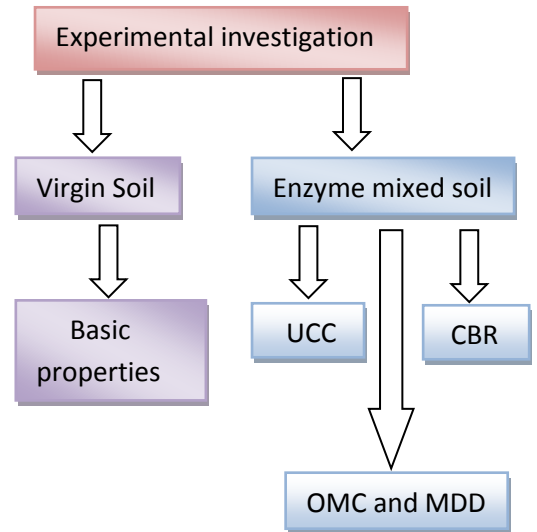 Experimental investigation
Virgin Soil
Enzyme mixed soil
Basic
properties
UCC
CBR
OMC and MDD